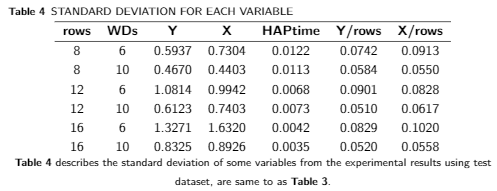 Table 4 STANDARD DEVIATION FOR EACH VARIABLE
rows WDs Y X HAPtime Y/rows X/rows
8 6 0.5937 0.7304 0.0122 0.0742 0.0913
8 10 0.4670 0.4403 0.0113 0.0584 0.0550
12 6 1.0814 0.9942 0.0068 0.0901 0.0828
12 10 0.6123 0.7403 0.0073 0.0510 0.0617
16 6 1.3271 1.6320 0.0042 0.0829 0.1020
16 10 0.8325 0.8926 0.0035 0.0520 0.0558
Table 4 describes the standard deviation of some variables from the experimental results using test
dataset, are same to as Table 3.